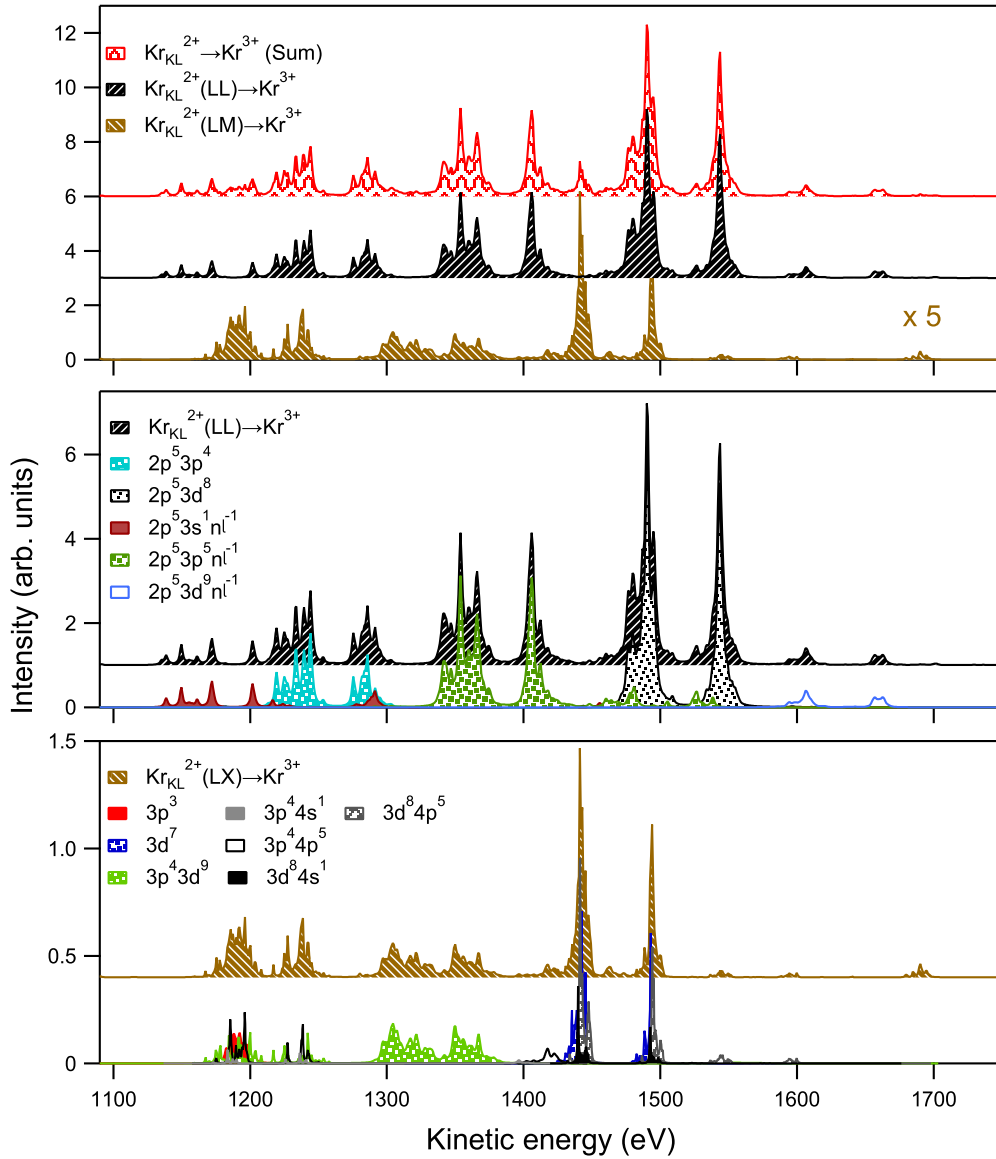 12
10
8
6
4
2
0
Kr_KL^2+→Kr^3+ (Sum)
Kr_KL^2+(LL)→Kr^3+
Kr_KL^2+(LM)→Kr^3+
x 5
Intensity (arb. units)
6
4
2
0
Kr_KL^2+(LL)→Kr^3+
2p^5 3p^4
2p^5 3d^8
2p^5 3s^1 nl^-1
2p^5 3p^5 nl^-1
2p^5 3d^9 nl^-1
1.5
1.0
0.5
0
Kr_KL^2+(LX)→Kr^3+
3p^3 3p^4 4s^1 3d^8 4p^5
3d^7 3p^4 4p^5
3p^4 3d^9 3d^8 4s^1
1100 1200 1300 1400 1500 1600 1700
Kinetic energy (eV)